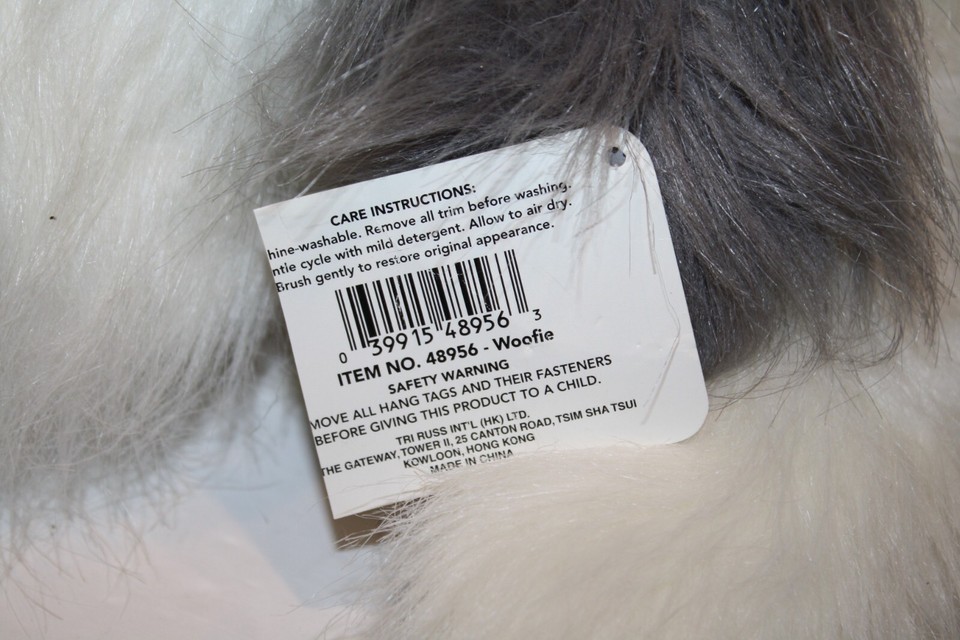 CARE INSTRUCTIONS:
hine-washable. Remove all trim before washing.
ntle cycle with mild detergent. Allow to air dry.
Brush gently to restore original appearance.
0 39915 48956 3
ITEM NO. 48956 - Woofie
SAFETY WARNING
MOVE ALL HANG TAGS AND THEIR FASTENERS
BEFORE GIVING THIS PRODUCT TO A CHILD.
TRI RUSS INT'L (HK) LTD.
THE GATEWAY, TOWER II, 25 CANTON ROAD, TSIM SHA TSUI
KOWLOON, HONG KONG
MADE IN CHINA